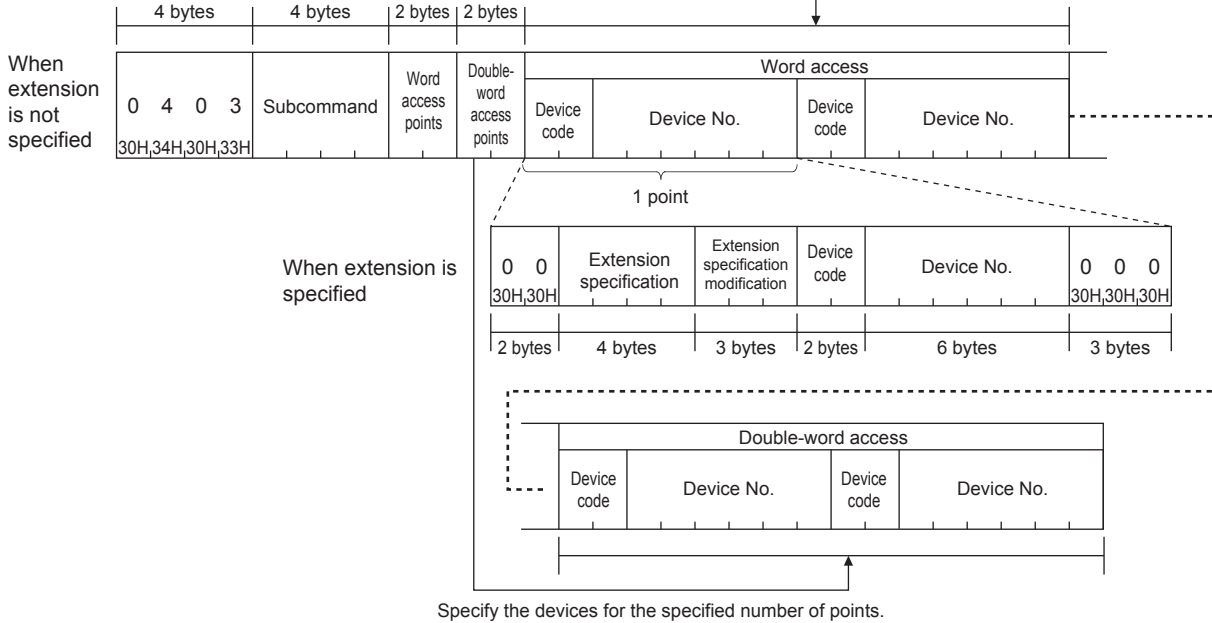 4 bytes 4 bytes 2 bytes 2 bytes
When
extension
is not
specified
0 4 0 3
30H 34H 30H 33H
Subcommand
Word
access
points
Double-
word
access
points
Word access
Device
code
Device No.
Device
code
Device No.
1 point
When extension is
specified
0 0
30H 30H
Extension
specification
Extension
specification
modification
Device
code
Device No.
0 0 0
30H 30H 30H
2 bytes 4 bytes 3 bytes 2 bytes 6 bytes 3 bytes
Double-word access
Device
code
Device No.
Device
code
Device No.
Specify the devices for the specified number of points.